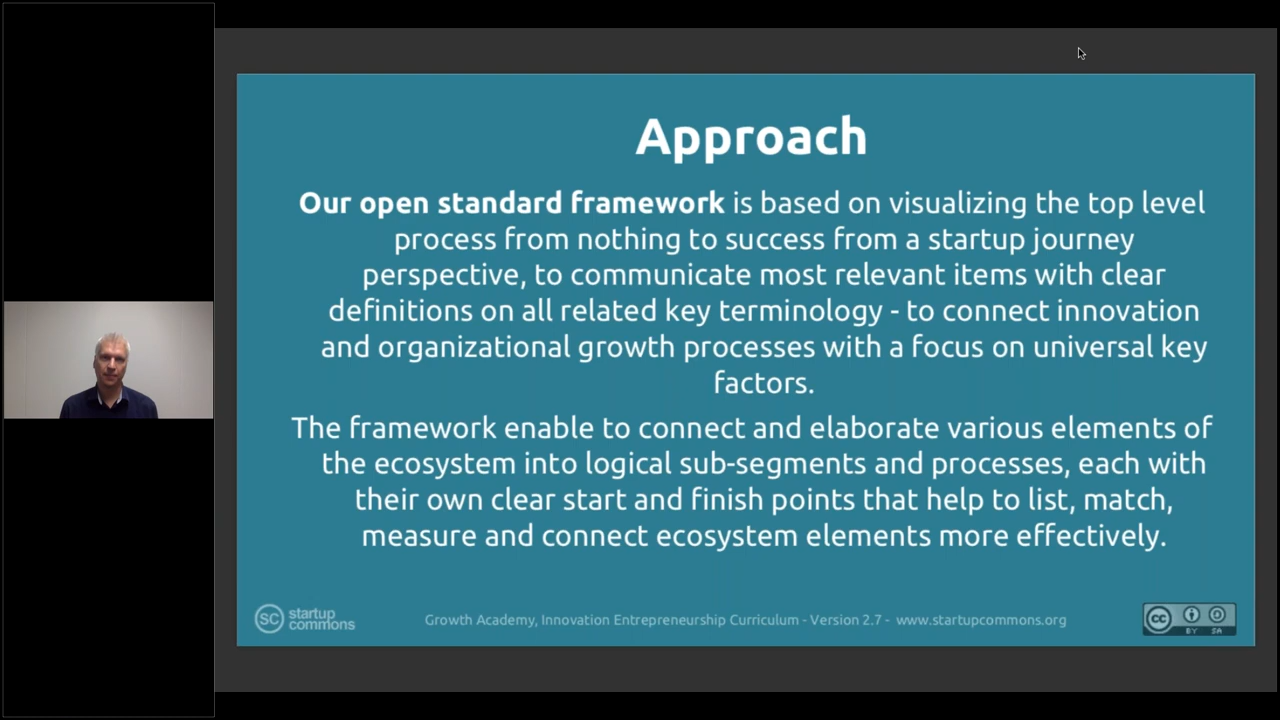 Approach
Our open standard framework is based on visualizing the top level
process from nothing to success from a startup journey
perspective, to communicate most relevant items with clear
definitions on all related key terminology - to connect innovation
and organizational growth processes with a focus on universal key
factors.
The framework enable to connect and elaborate various elements of
the ecosystem into logical sub-segments and processes, each with
their own clear start and finish points that help to list, match,
measure and connect ecosystem elements more effectively.
SC startup
commons
Growth Academy, Innovation Entrepreneurship Curriculum - Version 2.7 - www.startupcommons.org
cc
BY SA